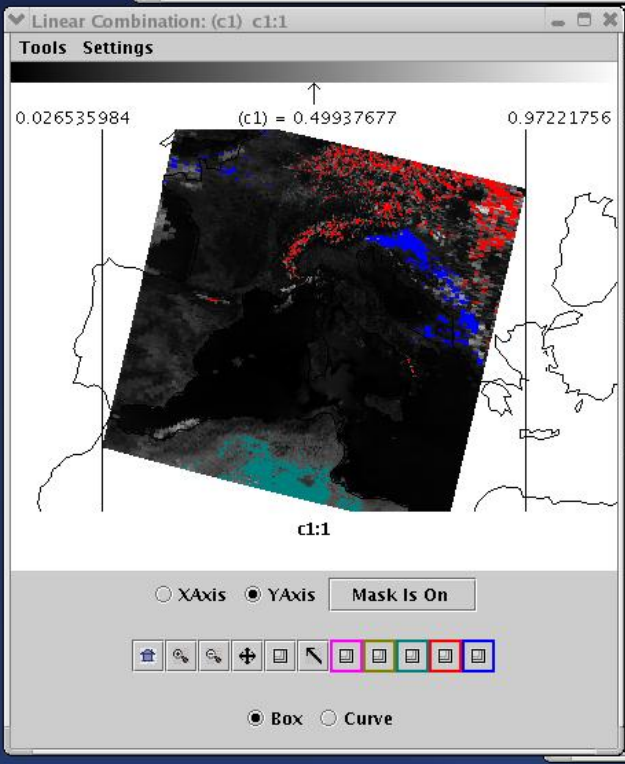 Linear Combination: (c1) c1:1
Tools Settings
0.026535984 (c1) = 0.49937677 0.97221756
c1:1
XAxis YAxis Mask Is On
Box Curve